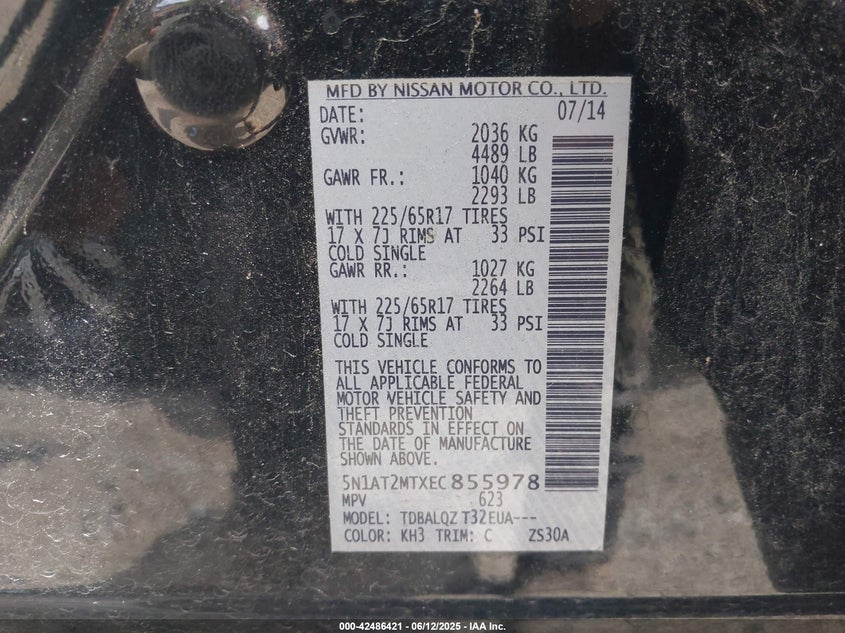 MFD BY NISSAN MOTOR CO., LTD.
DATE: 07/14
GVWR: 2036 KG
4489 LB
GAWR FR.: 1040 KG
2293 LB
WITH 225/65R17 TIRES
17 X 7J RIMS AT 33 PSI
COLD SINGLE
GAWR RR.: 1027 KG
2264 LB
WITH 225/65R17 TIRES
17 X 7J RIMS AT 33 PSI
COLD SINGLE
THIS VEHICLE CONFORMS TO
ALL APPLICABLE FEDERAL
MOTOR VEHICLE SAFETY AND
THEFT PREVENTION
STANDARDS IN EFFECT ON
THE DATE OF MANUFACTURE
SHOWN ABOVE.
5N1AT2MTXEC855978
MPV 623
MODEL: TDBALQZ T32EUA---
COLOR: KH3 TRIM: C ZS30A
000-42486421 - 06/12/2025 - IAA Inc.